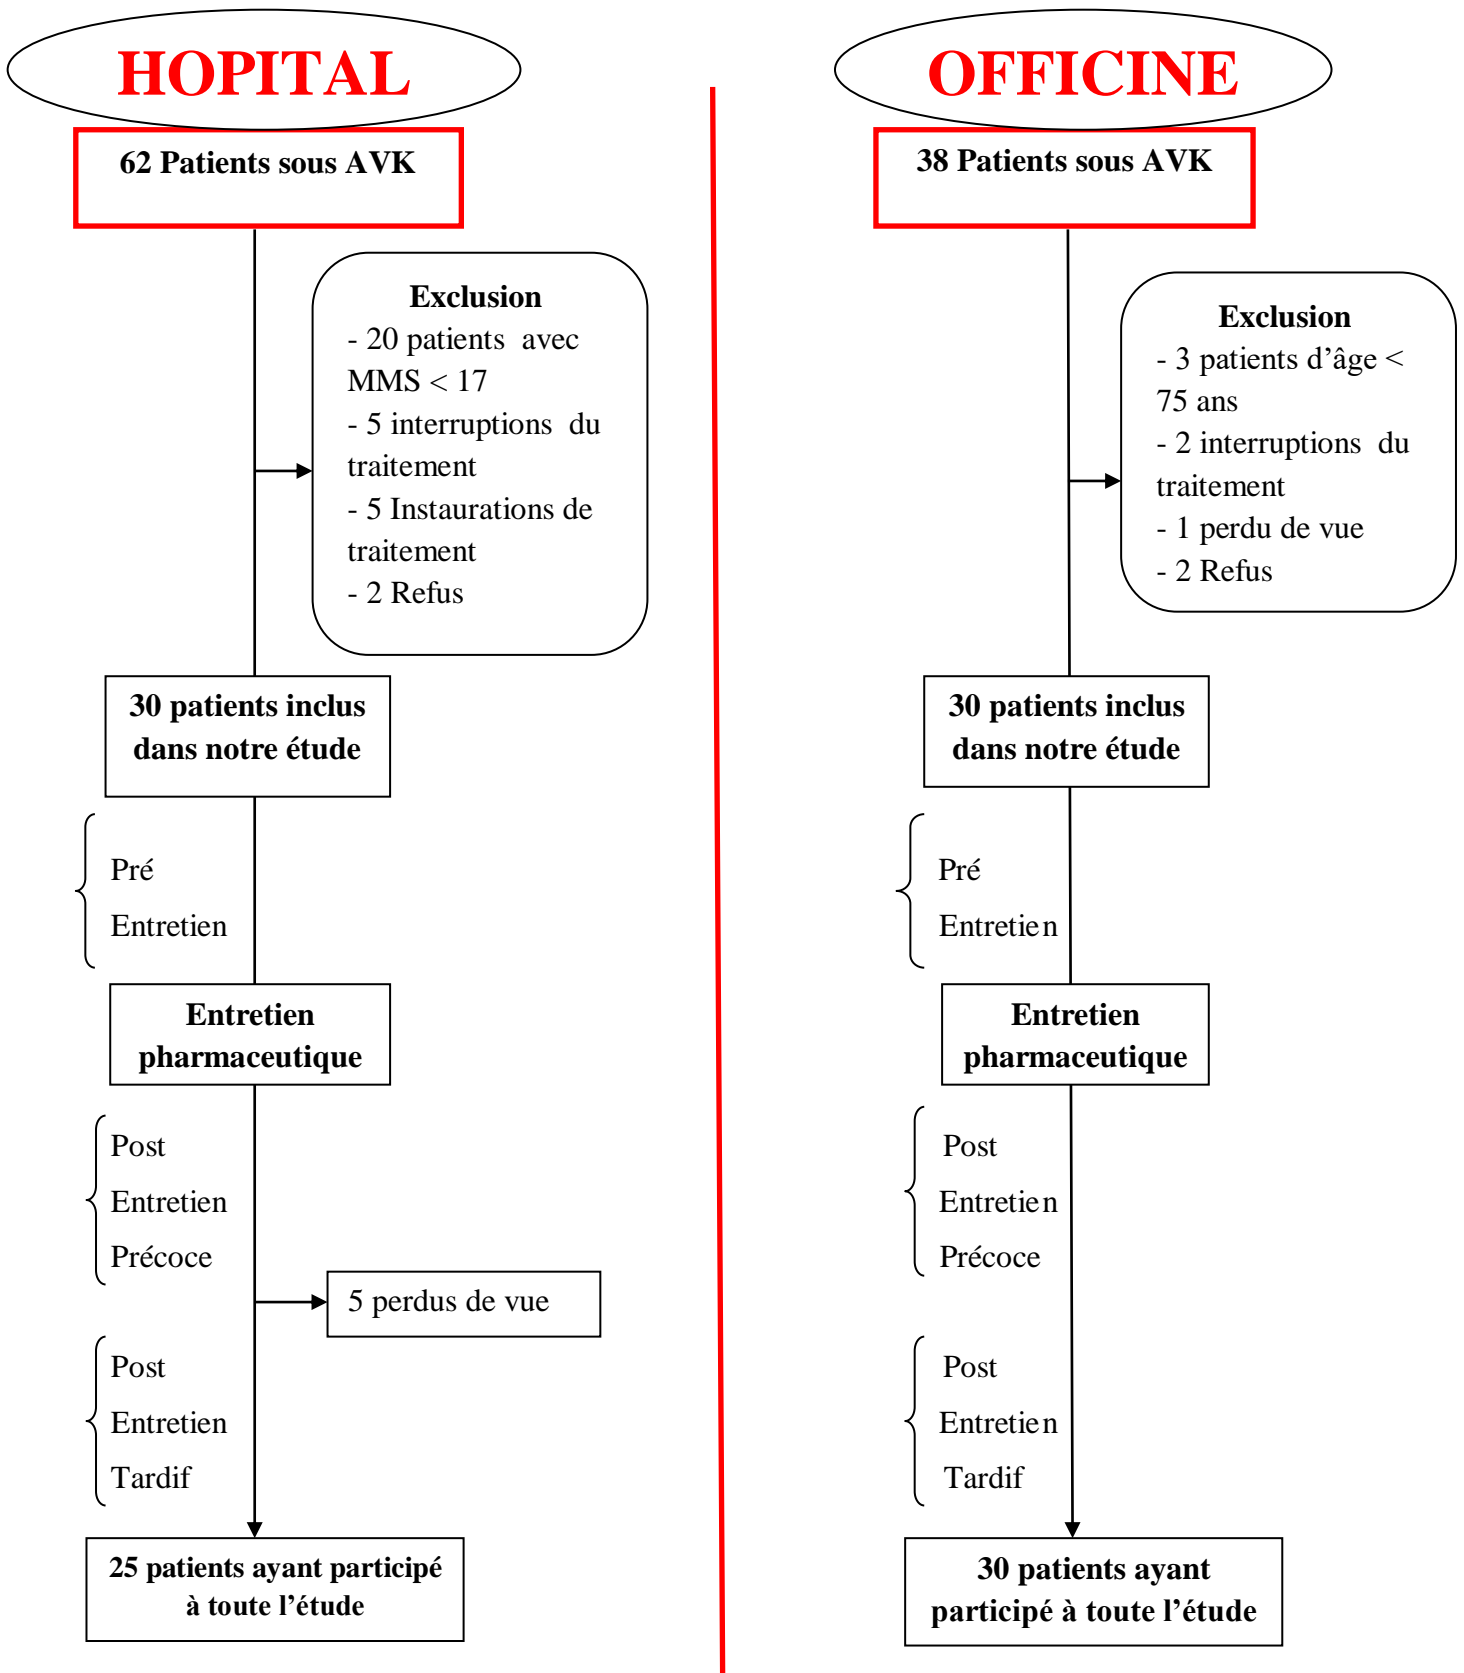 HOPITAL
62 Patients sous AVK
Exclusion
- 20 patients avec
MMS < 17
- 5 interruptions du
traitement
- 5 Instaurations de
traitement
- 2 Refus
30 patients inclus
dans notre étude
Pré
Entretien
Entretien
pharmaceutique
Post
Entretien
Précoce
5 perdus de vue
Post
Entretien
Tardif
25 patients ayant participé
à toute l’étude
OFFICINE
38 Patients sous AVK
Exclusion
- 3 patients d’âge <
75 ans
- 2 interruptions du
traitement
- 1 perdu de vue
- 2 Refus
30 patients inclus
dans notre étude
Pré
Entretien
Entretien
pharmaceutique
Post
Entretien
Précoce
Post
Entretien
Tardif
30 patients ayant
participé à toute l’étude